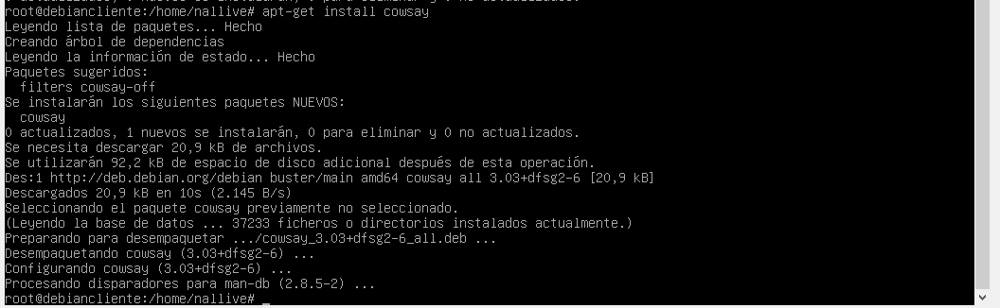 root@debiancliente:/home/nallive# apt-get install cowsay
Leyendo lista de paquetes... Hecho
Creando árbol de dependencias
Leyendo la información de estado... Hecho
Paquetes sugeridos:
  filters cowsay-off
Se instalarán los siguientes paquetes NUEVOS:
  cowsay
0 actualizados, 1 nuevos se instalarán, 0 para eliminar y 0 no actualizados.
Se necesita descargar 20,9 kB de archivos.
Se utilizarán 92,2 kB de espacio de disco adicional después de esta operación.
Des:1 http://deb.debian.org/debian buster/main amd64 cowsay all 3.03+dfsg2-6 [20,9 kB]
Descargados 20,9 kB en 10s (2.145 B/s)
Seleccionando el paquete cowsay previamente no seleccionado.
(Leyendo la base de datos ... 37233 ficheros o directorios instalados actualmente.)
Preparando para desempaquetar .../cowsay_3.03+dfsg2-6_all.deb ...
Desempaquetando cowsay (3.03+dfsg2-6) ...
Configurando cowsay (3.03+dfsg2-6) ...
Procesando disparadores para man-db (2.8.5-2) ...
root@debiancliente:/home/nallive# _